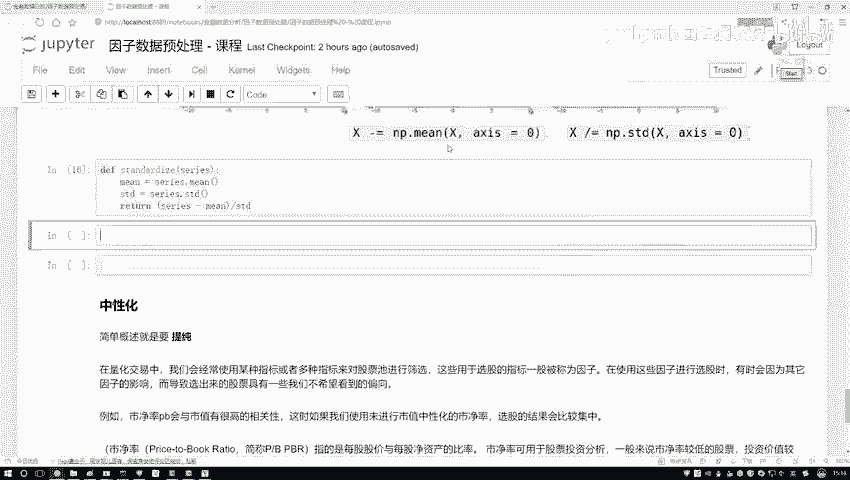 http://localhost:8889/notebooks/
jupyter 因子数据预处理 - 课程 Last Checkpoint: 2 hours ago (autosaved)
Logout
File Edit View Insert Cell Kernel Widgets Help
Trusted
Code
X -= np.mean(X, axis = 0) X /= np.std(X, axis = 0)
In [16]: def standardize(series):
mean = series.mean()
std = series.std()
return (series - mean)/std
In [ ]:
In [ ]:
中性化
简单概述就是要 提纯
在量化交易中，我们会经常使用某种指标或者多种指标来对股票池进行筛选，这些用于选股的指标一般被称为因子。在使用这些因子进行选股时，有时会因为其它
因子的影响，而导致选出来的股票具有一些我们不希望看到的偏向。
例如，市净率pb会与市值有很高的相关性，这时如果我们使用未进行市值中性化的市净率，选股的结果会比较集中。
（市净率（Price-to-Book Ratio，简称P/B PBR）指的是每股股价与每股净资产的比率。 市净率可用于股票投资分析，一般来说市净率较低的股票，投资价值较